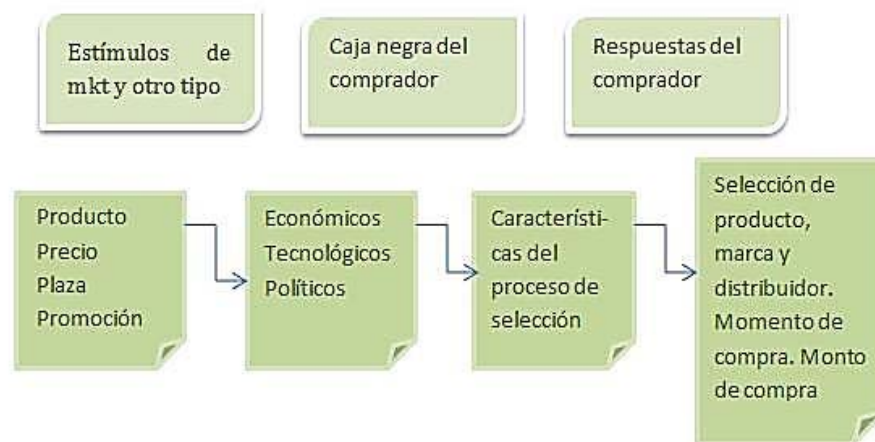 Estímulos de
mkt y otro tipo
Caja negra del
comprador
Respuestas del
comprador
Producto
Precio
Plaza
Promoción
Económicos
Tecnológicos
Políticos
Característi-
cas del
proceso de
selección
Selección de
producto,
marca y
distribuidor.
Momento de
compra. Monto
de compra